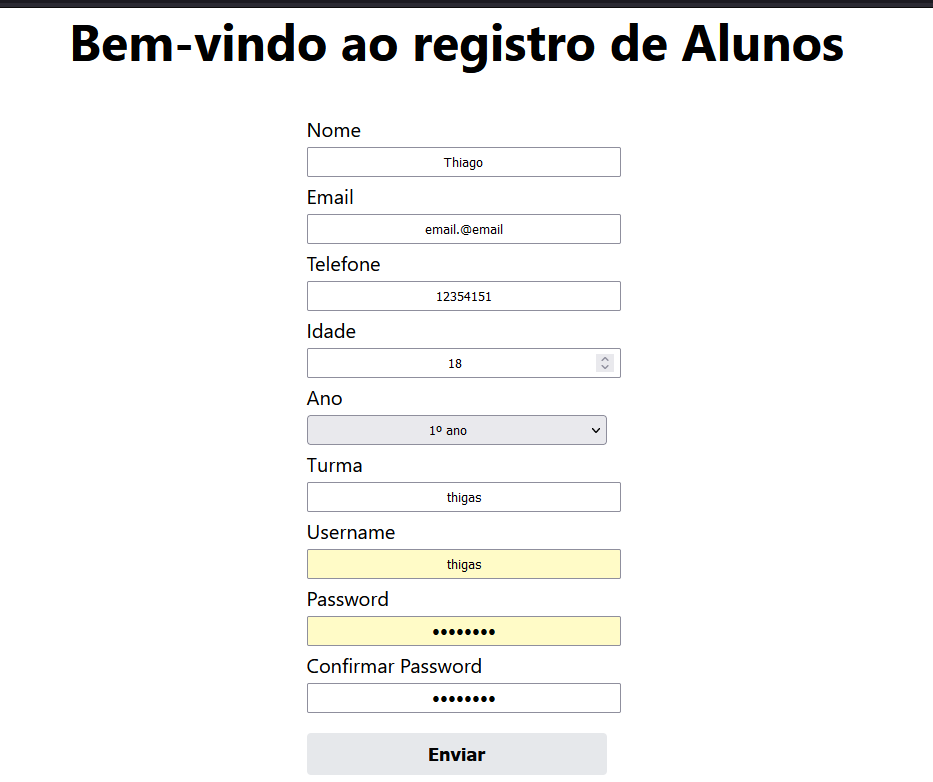 Bem-vindo ao registro de Alunos
Nome
Thiago
Email
email.@email
Telefone
12354151
Idade
18
Ano
1º ano
Turma
thigas
Username
thigas
Password
••••••••
Confirmar Password
••••••••
Enviar